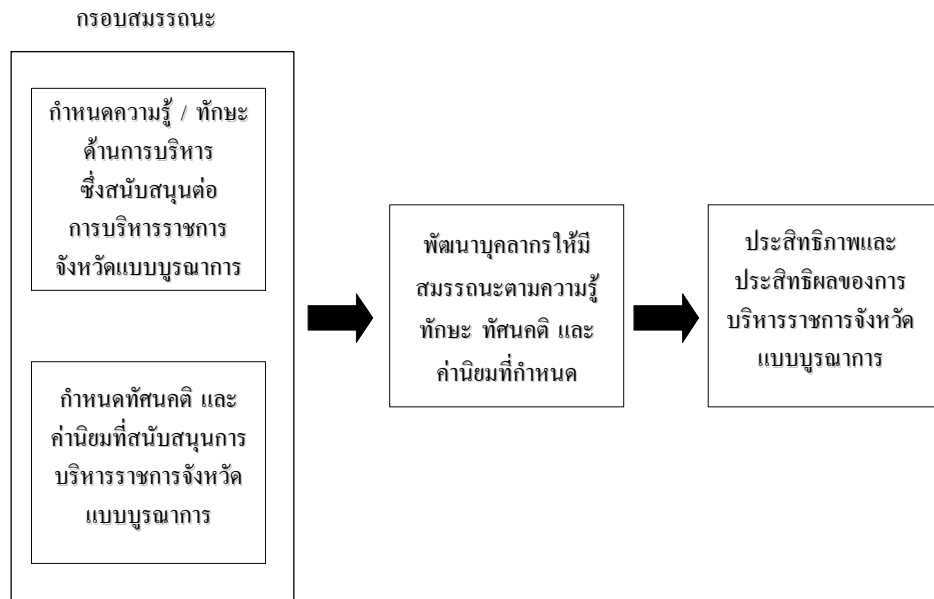 กรอบสมรรถนะ
กำหนดความรู้ / ทักษะ
ด้านการบริหาร
ซึ่งสนับสนุนต่อ
การบริหารราชการ
จังหวัดแบบบูรณาการ
กำหนดทัศนคติ และ
ค่านิยมที่สนับสนุนการ
บริหารราชการจังหวัด
แบบบูรณาการ
พัฒนาบุคลากรให้มี
สมรรถนะตามความรู้
ทักษะ ทัศนคติ และ
ค่านิยมที่กำหนด
ประสิทธิภาพและ
ประสิทธิผลของการ
บริหารราชการจังหวัด
แบบบูรณาการ